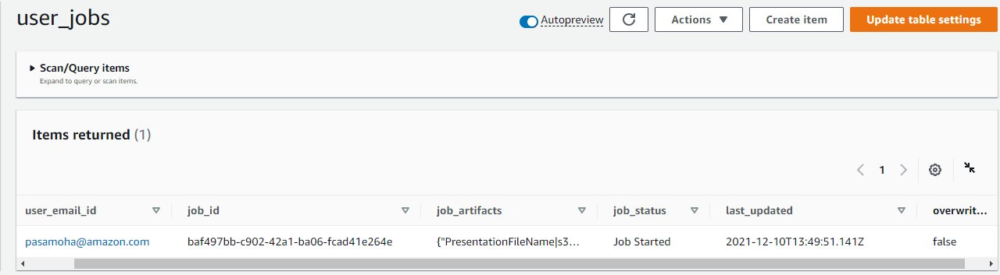 user_jobs
Autopreview
Actions
Create item
Update table settings
Scan/Query items
Expand to query or scan items.
Items returned (1)
1
user_email_id job_id job_artifacts job_status last_updated overwrit...
pasamoha@amazon.com baf497bb-c902-42a1-ba06-fcad41e264e {"PresentationFileName|s3... Job Started 2021-12-10T13:49:51.141Z false